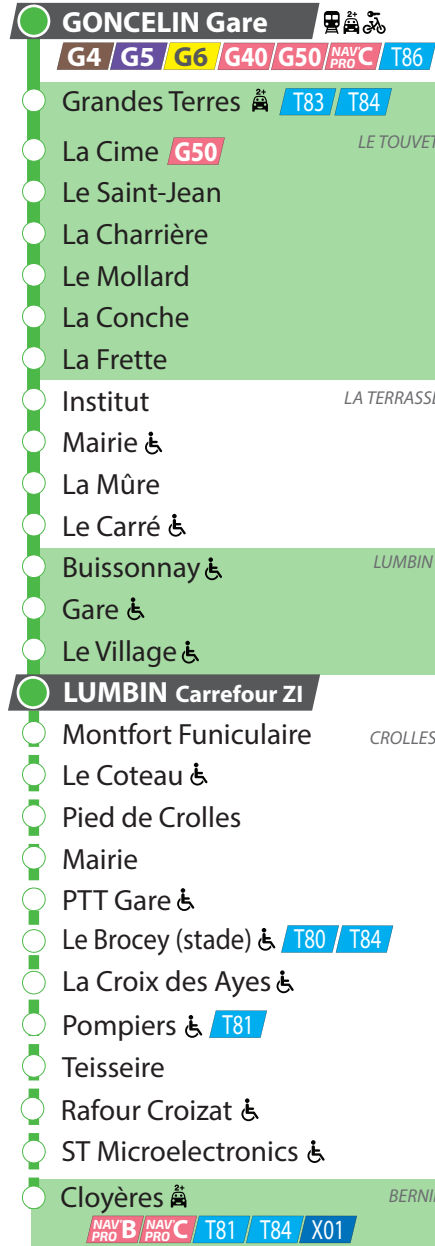 GONCELIN Gare
G4 G5 G6 G40 G50 NAV'PRO C T86
Grandes Terres 2+ T83 T84
La Cime G50 LE TOUVET
Le Saint-Jean
La Charrière
Le Mollard
La Conche
La Frette
Institut LA TERRASSE
Mairie
La Mûre
Le Carré
Buissonnay LUMBIN
Gare
Le Village
LUMBIN Carrefour ZI
Montfort Funiculaire CROLLES
Le Coteau
Pied de Crolles
Mairie
PTT Gare
Le Brocey (stade) T80 T84
La Croix des Ayes
Pompiers T81
Teisseire
Rafour Croizat
ST Microelectronics
Cloyères 2+
NAV'PRO B NAV'PRO C T81 T84 X01